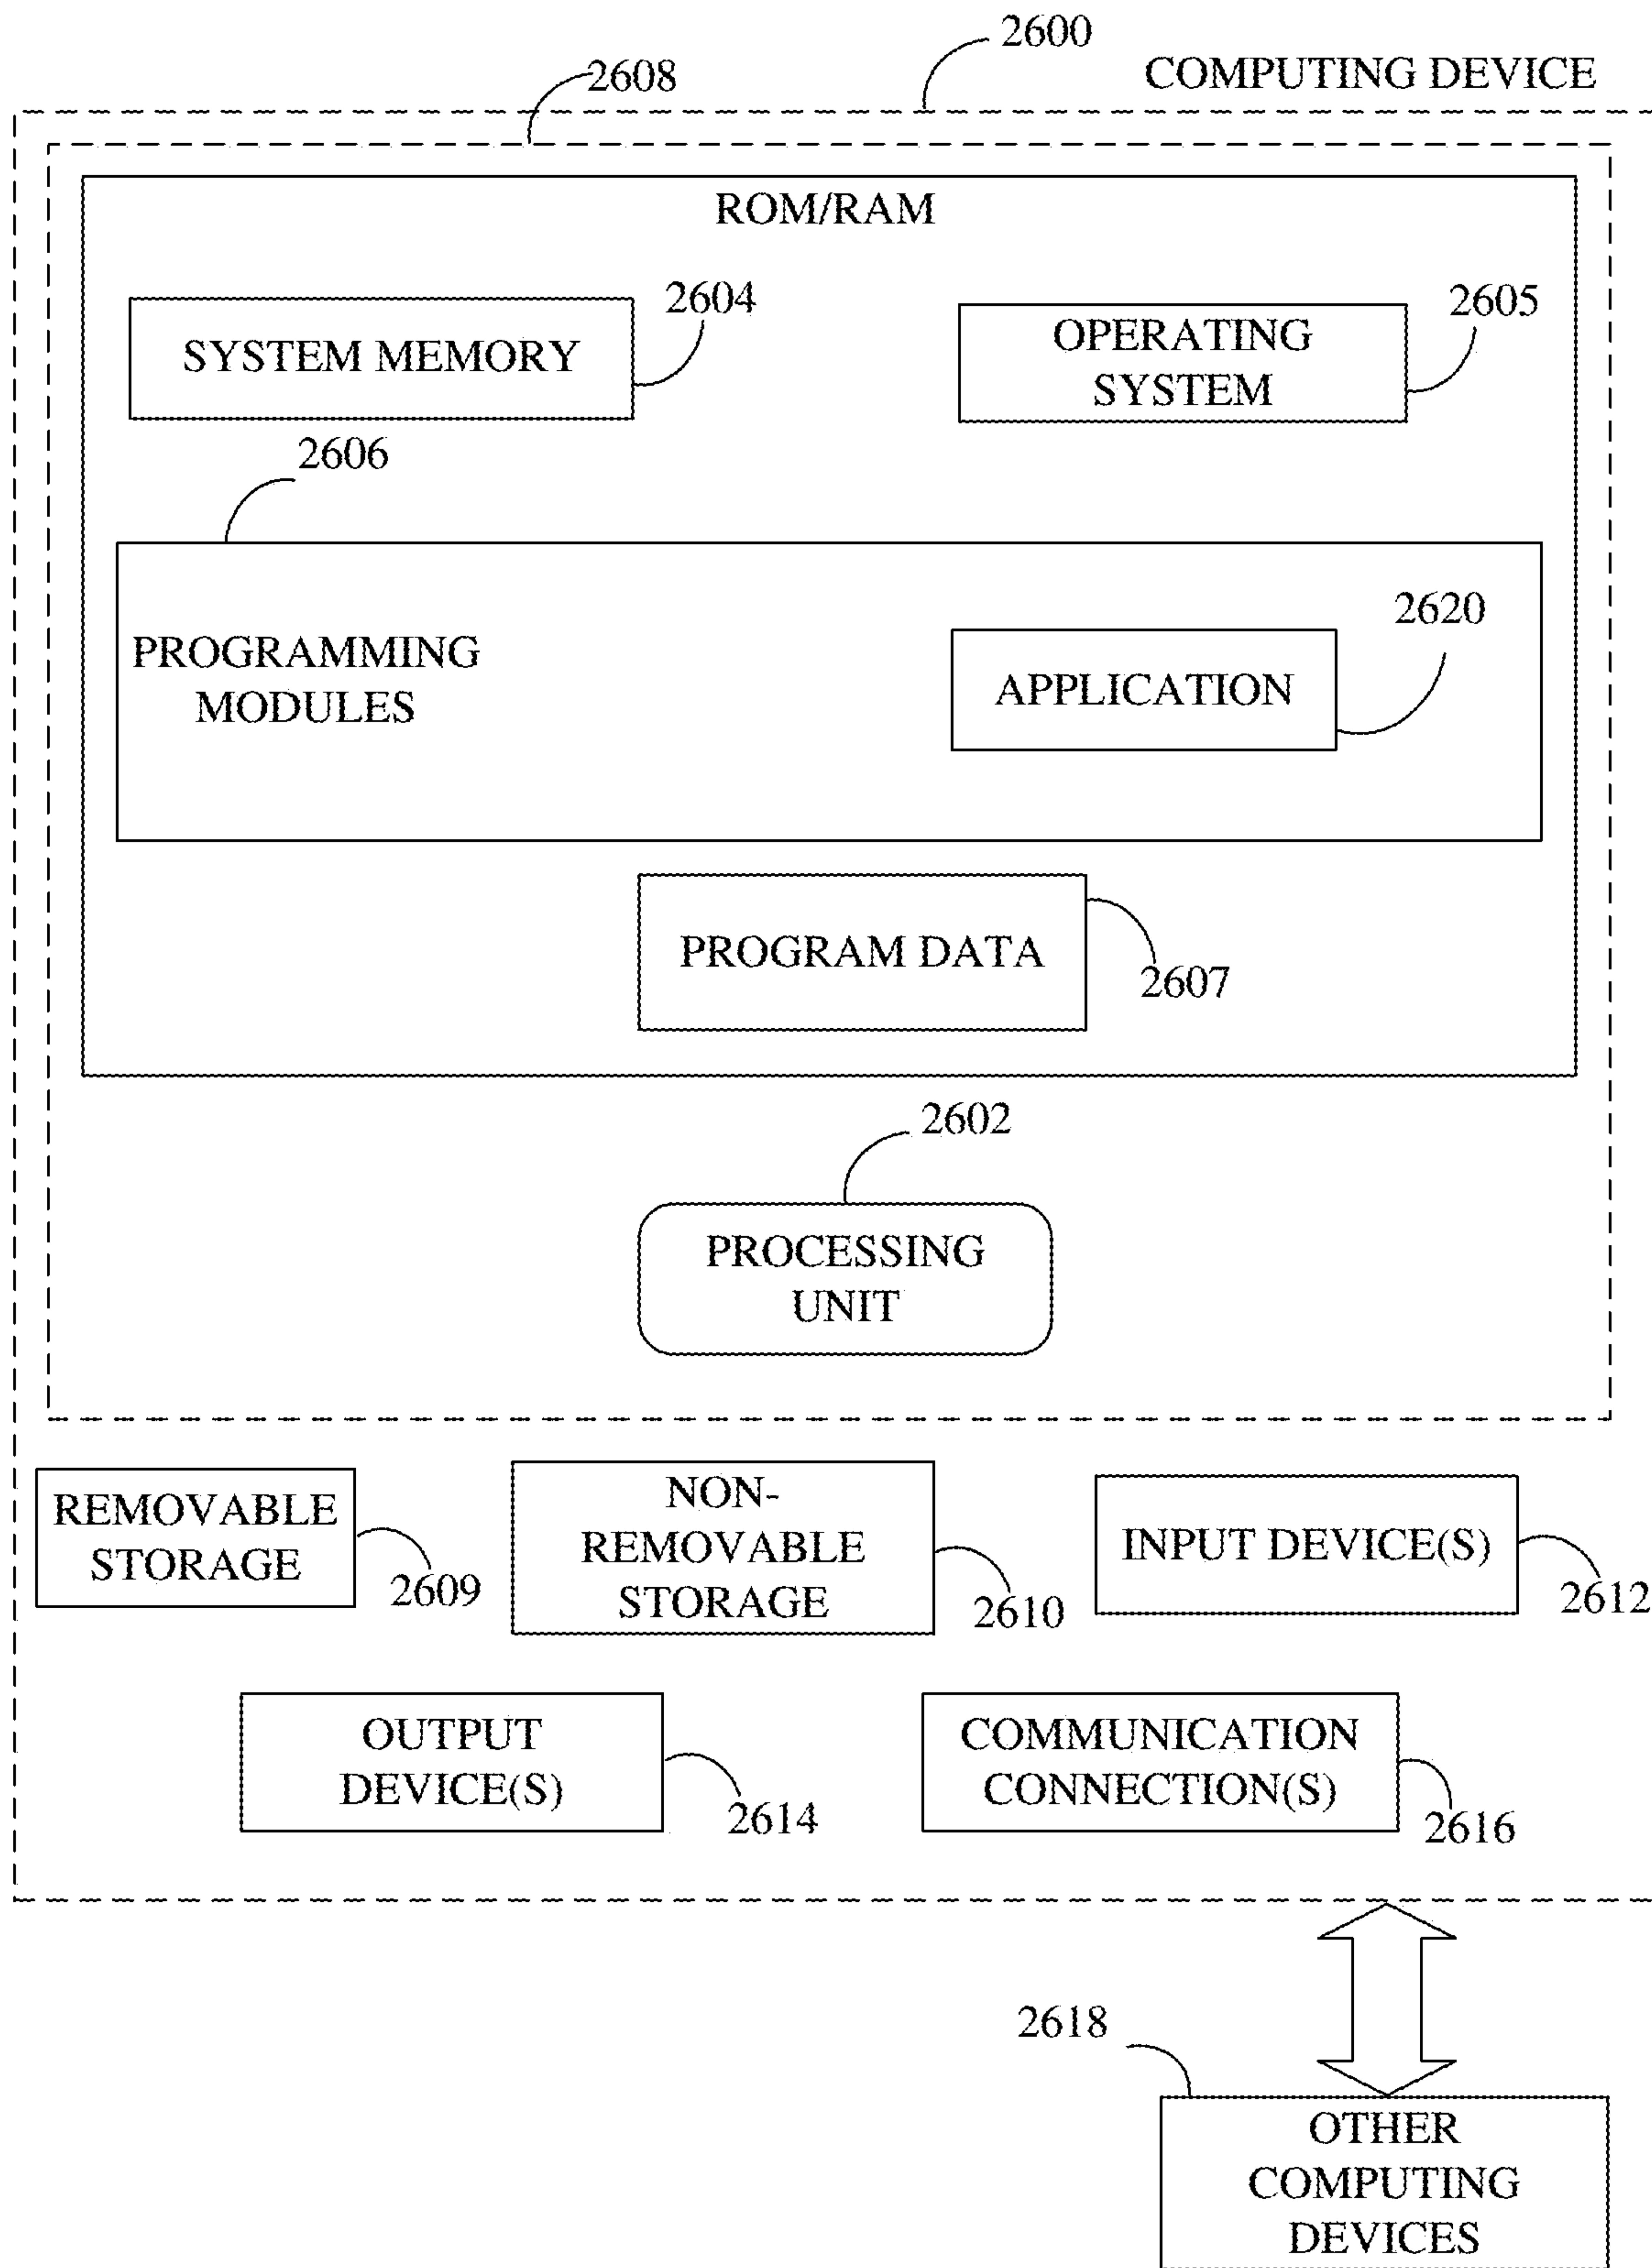 2600
2608
COMPUTING DEVICE
ROM/RAM
2604
2605
SYSTEM MEMORY
OPERATING
SYSTEM
2606
2620
PROGRAMMING
MODULES
APPLICATION
PROGRAM DATA
2607
2602
PROCESSING
UNIT
REMOVABLE
STORAGE
2609
NON-
REMOVABLE
STORAGE
2610
INPUT DEVICE(S)
2612
OUTPUT
DEVICE(S)
2614
COMMUNICATION
CONNECTION(S)
2616
2618
OTHER
COMPUTING
DEVICES